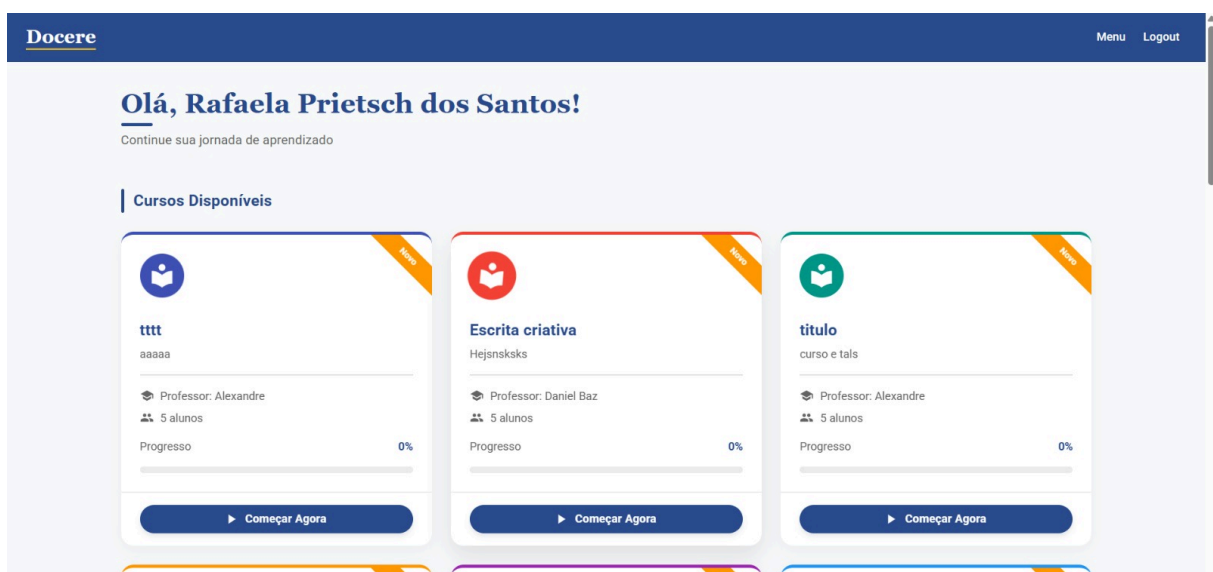 Docere
Menu Logout
Olá, Rafaela Prietsch dos Santos!
Continue sua jornada de aprendizado
Cursos Disponíveis
Novo
tttt
aaaaa
Professor: Alexandre
5 alunos
Progresso 0%
Começar Agora
Novo
Escrita criativa
Hejsnsksks
Professor: Daniel Baz
5 alunos
Progresso 0%
Começar Agora
Novo
titulo
curso e tals
Professor: Alexandre
5 alunos
Progresso 0%
Começar Agora